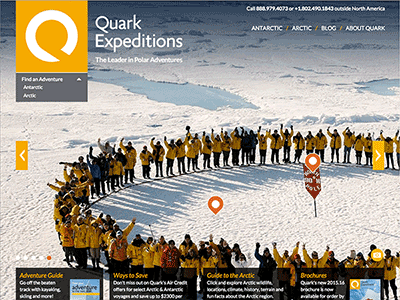 Call 888.979.4073 or +1.802.490.1843 outside North America
Quark
Expeditions
The Leader in Polar Adventures
ANTARCTIC / ARCTIC / BLOG / ABOUT QUARK
Find an Adventure
Antarctic
Arctic
Adventure Guide
Go off the beaten
track with kayaking,
skiing and more!
Ways to Save
Don't miss out on
Quark's Air Credit
offers for select Arctic &
Antarctic voyages
and save up to $2300 per
Guide to the Arctic
Click and explore Arctic
wildlife, locations,
climate, history, terrain and
fun facts about the Arctic region.
Brochures
Quark's new 2015.16
brochure is now
available for order by